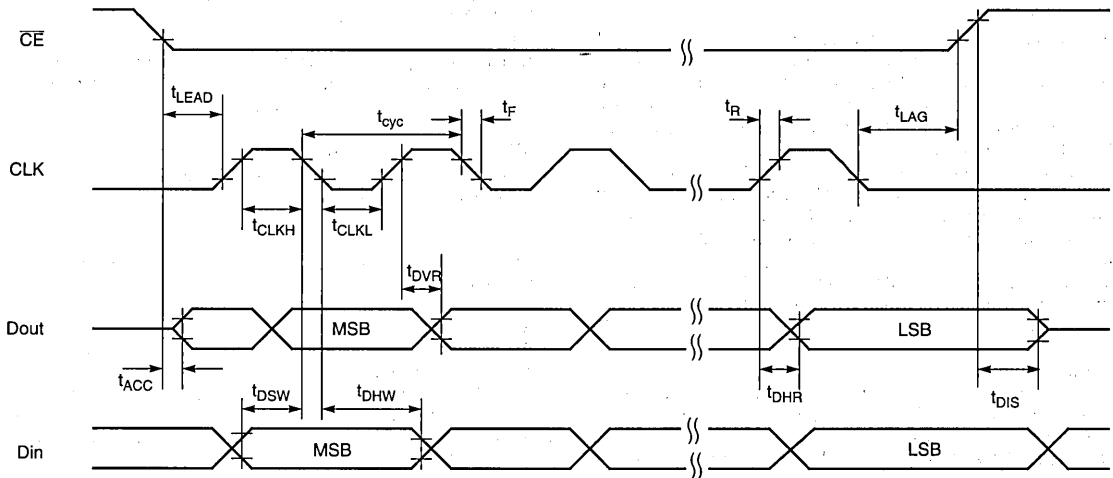 CE
tLEAD
tcyc
tF
tR
tLAG
CLK
tCLKH
tCLKL
tDVR
Dout
MSB
LSB
tACC
tDSW
tDHW
tDHR
tDIS
Din
MSB
LSB